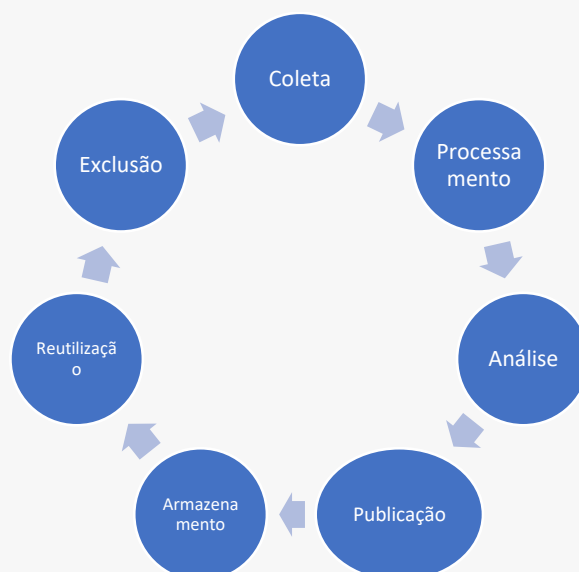 Coleta
Processa
mento
Análise
Publicação
Armazena
mento
Reutilizaçã
o
Exclusão